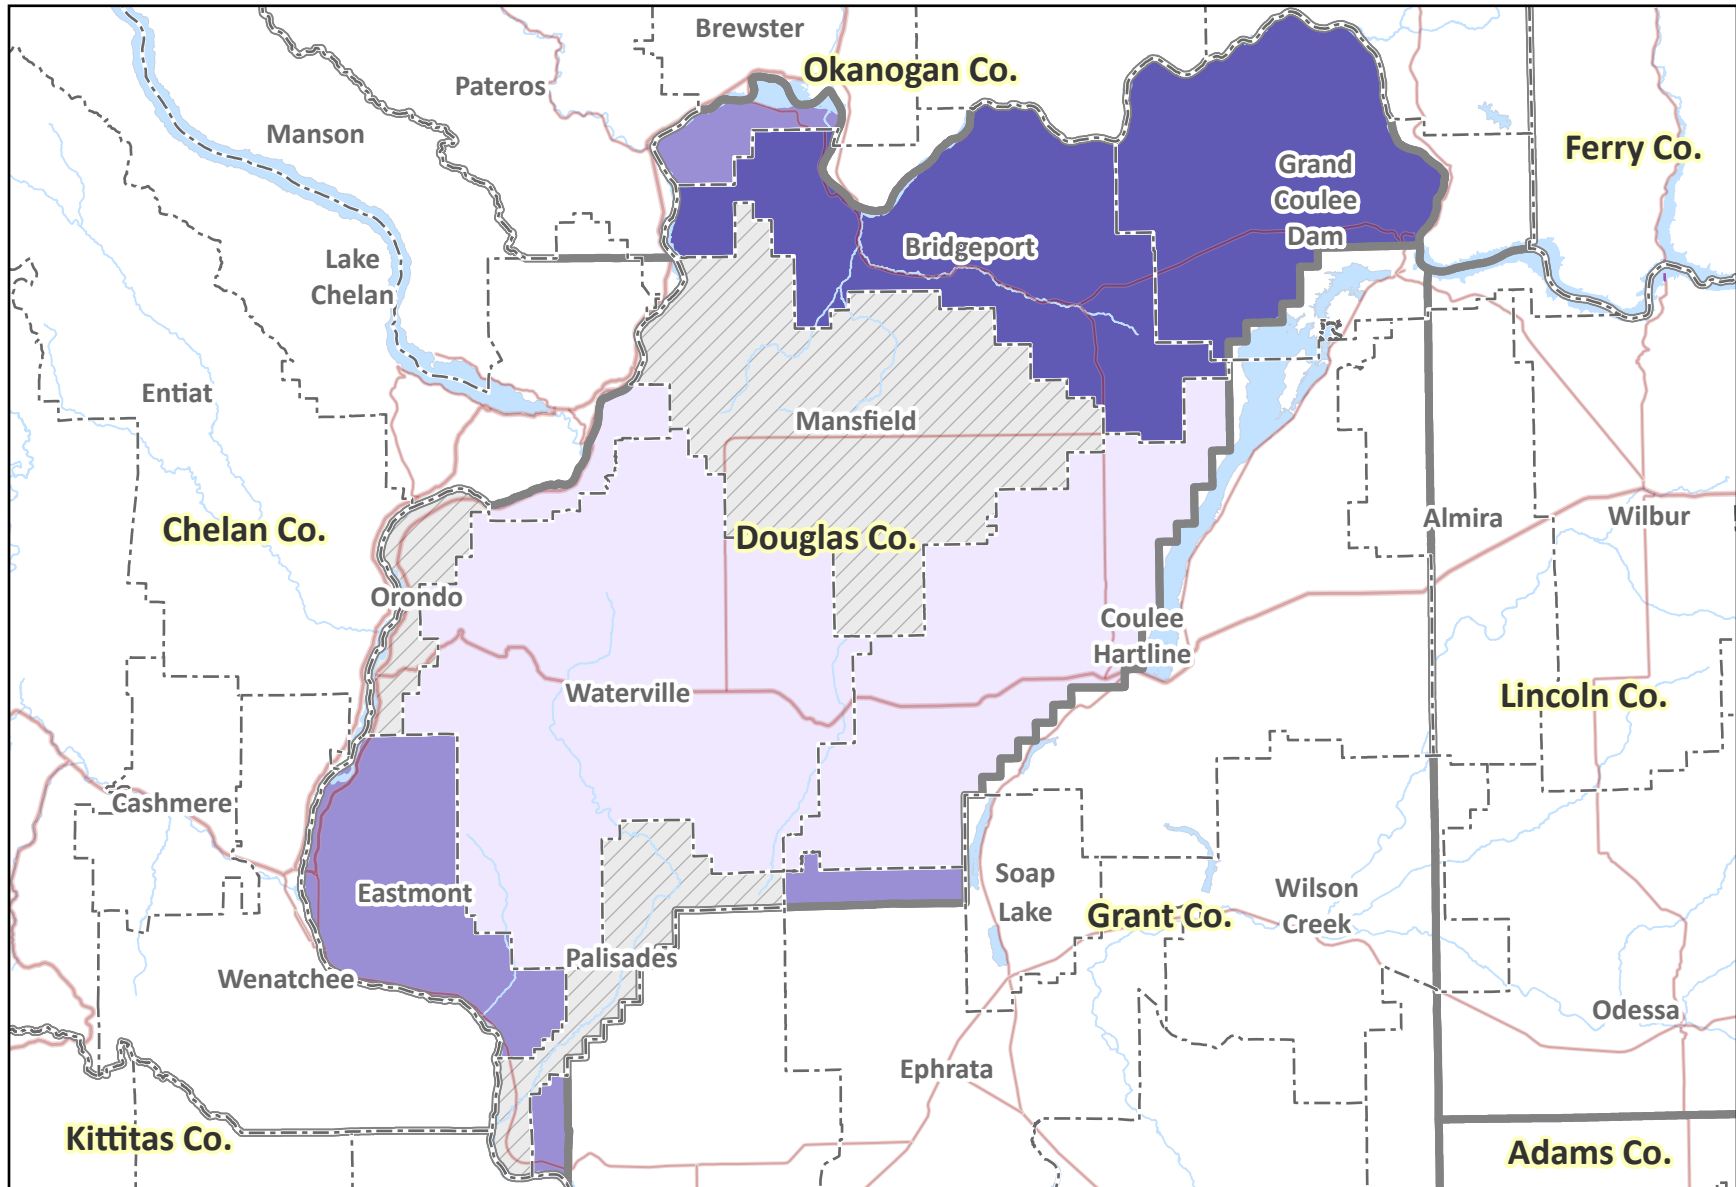 Brewster
Okanogan Co.
Pateros
Manson
Ferry Co.
Grand
Coulee
Dam
Bridgeport
Lake
Chelan
Entiat
Mansfield
Chelan Co.
Douglas Co.
Almira
Wilbur
Orondo
Coulee
Hartline
Waterville
Lincoln Co.
Cashmere
Eastmont
Soap
Lake
Wilson
Creek
Grant Co.
Palisades
Wenatchee
Odessa
Ephrata
Kittitas Co.
Adams Co.